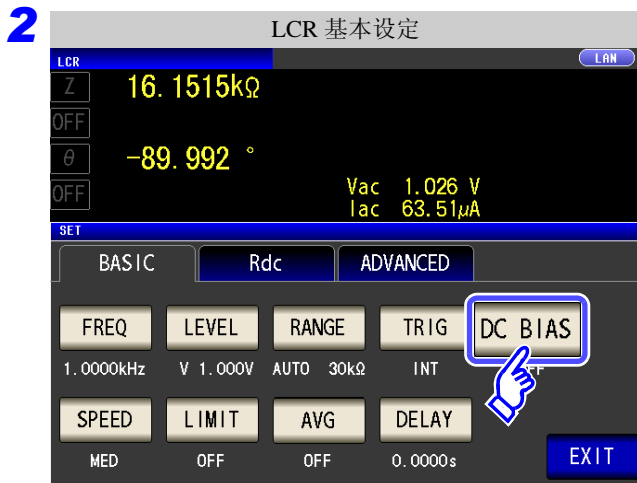 2
LCR 基本设定
LCR
LAN
Z 16.1515kΩ
OFF
θ -89.992 °
OFF
Vac 1.026 V
Iac 63.51μA
SET
BASIC Rdc ADVANCED
FREQ LEVEL RANGE TRIG DC BIAS
1.0000kHz V 1.000V AUTO 30kΩ INT
SPEED LIMIT AVG DELAY
MED OFF OFF 0.0000s
EXIT